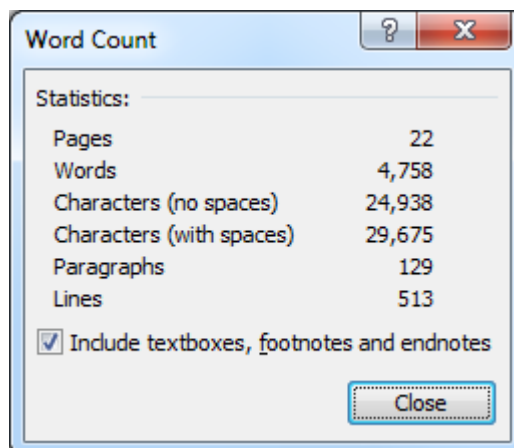 Word Count
Statistics:
Pages 22
Words 4,758
Characters (no spaces) 24,938
Characters (with spaces) 29,675
Paragraphs 129
Lines 513
Include textboxes, footnotes and endnotes
Close